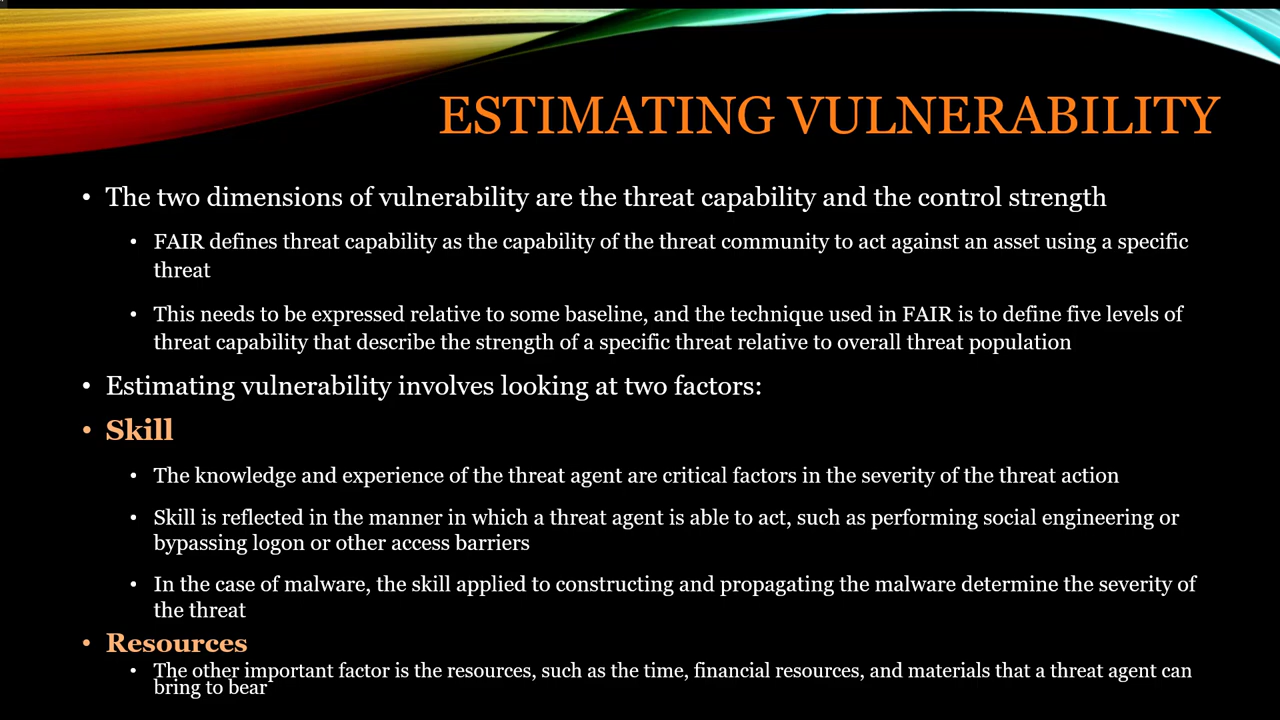 ESTIMATING VULNERABILITY
• The two dimensions of vulnerability are the threat capability and the control strength
• FAIR defines threat capability as the capability of the threat community to act against an asset using a specific
threat
• This needs to be expressed relative to some baseline, and the technique used in FAIR is to define five levels of
threat capability that describe the strength of a specific threat relative to overall threat population
• Estimating vulnerability involves looking at two factors:
• Skill
• The knowledge and experience of the threat agent are critical factors in the severity of the threat action
• Skill is reflected in the manner in which a threat agent is able to act, such as performing social engineering or
bypassing logon or other access barriers
• In the case of malware, the skill applied to constructing and propagating the malware determine the severity of
the threat
• Resources
• The other important factor is the resources, such as the time, financial resources, and materials that a threat agent can
bring to bear